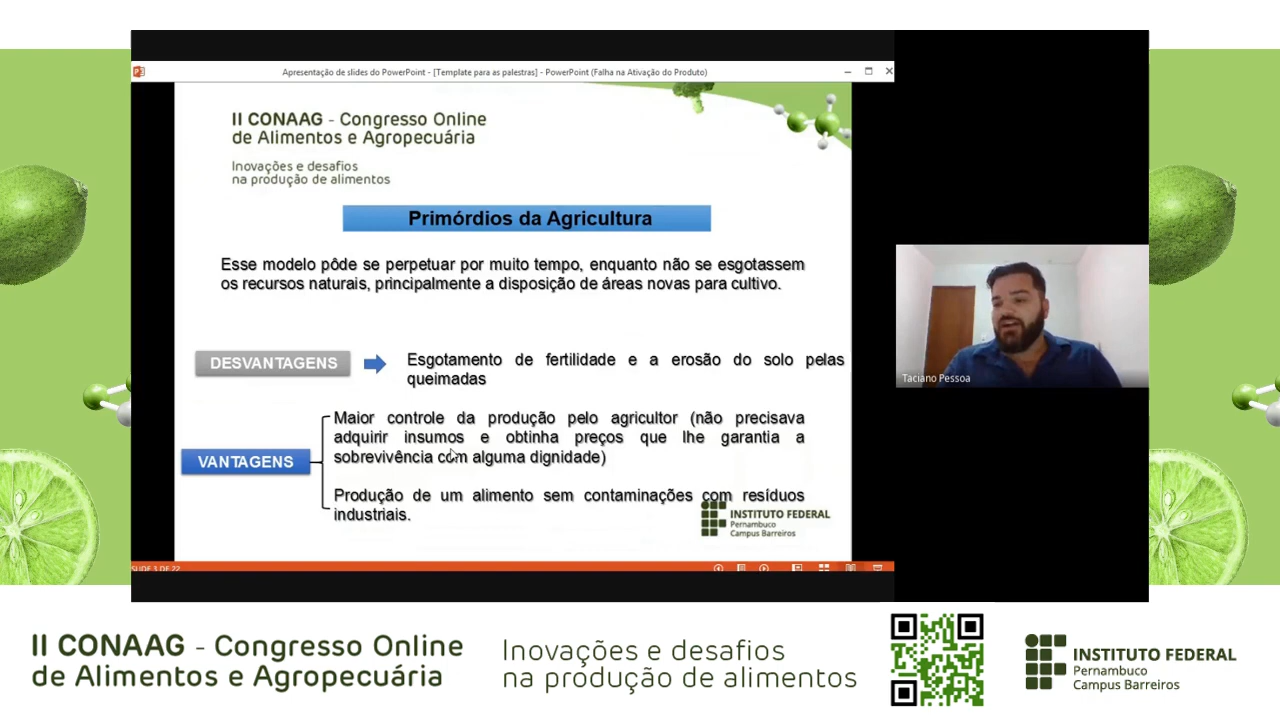 Apresentação de slides do PowerPoint - [Template para as palestras] - PowerPoint (Falha na Ativação do Produto)
II CONAAG - Congresso Online
de Alimentos e Agropecuária
Inovações e desafios
na produção de alimentos
Primórdios da Agricultura
Esse modelo pôde se perpetuar por muito tempo, enquanto não se esgotassem
os recursos naturais, principalmente a disposição de áreas novas para cultivo.
DESVANTAGENS
Esgotamento de fertilidade e a erosão do solo pelas
queimadas
VANTAGENS
Maior controle da produção pelo agricultor (não precisava
adquirir insumos e obtinha preços que lhe garantia a
sobrevivência com alguma dignidade)
Produção de um alimento sem contaminações com resíduos
industriais.
INSTITUTO FEDERAL
Pernambuco
Campus Barreiros
SLIDE 3 DE 22
Taciano Pessoa
II CONAAG - Congresso Online
de Alimentos e Agropecuária
Inovações e desafios
na produção de alimentos
INSTITUTO FEDERAL
Pernambuco
Campus Barreiros